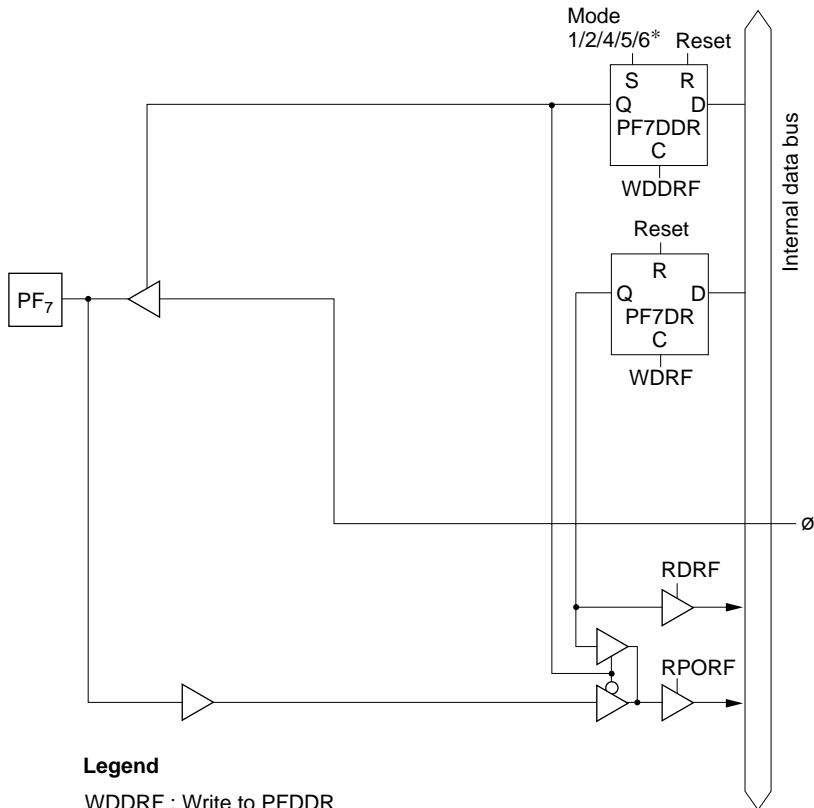 Mode
1/2/4/5/6* Reset
S R
Q D
PF7DDR
C
WDDRF
Internal data bus
Reset
R
Q D
PF7DR
C
WDRF
PF7
ø
RDRF
RPORF
Legend
WDDRF : Write to PFDDR